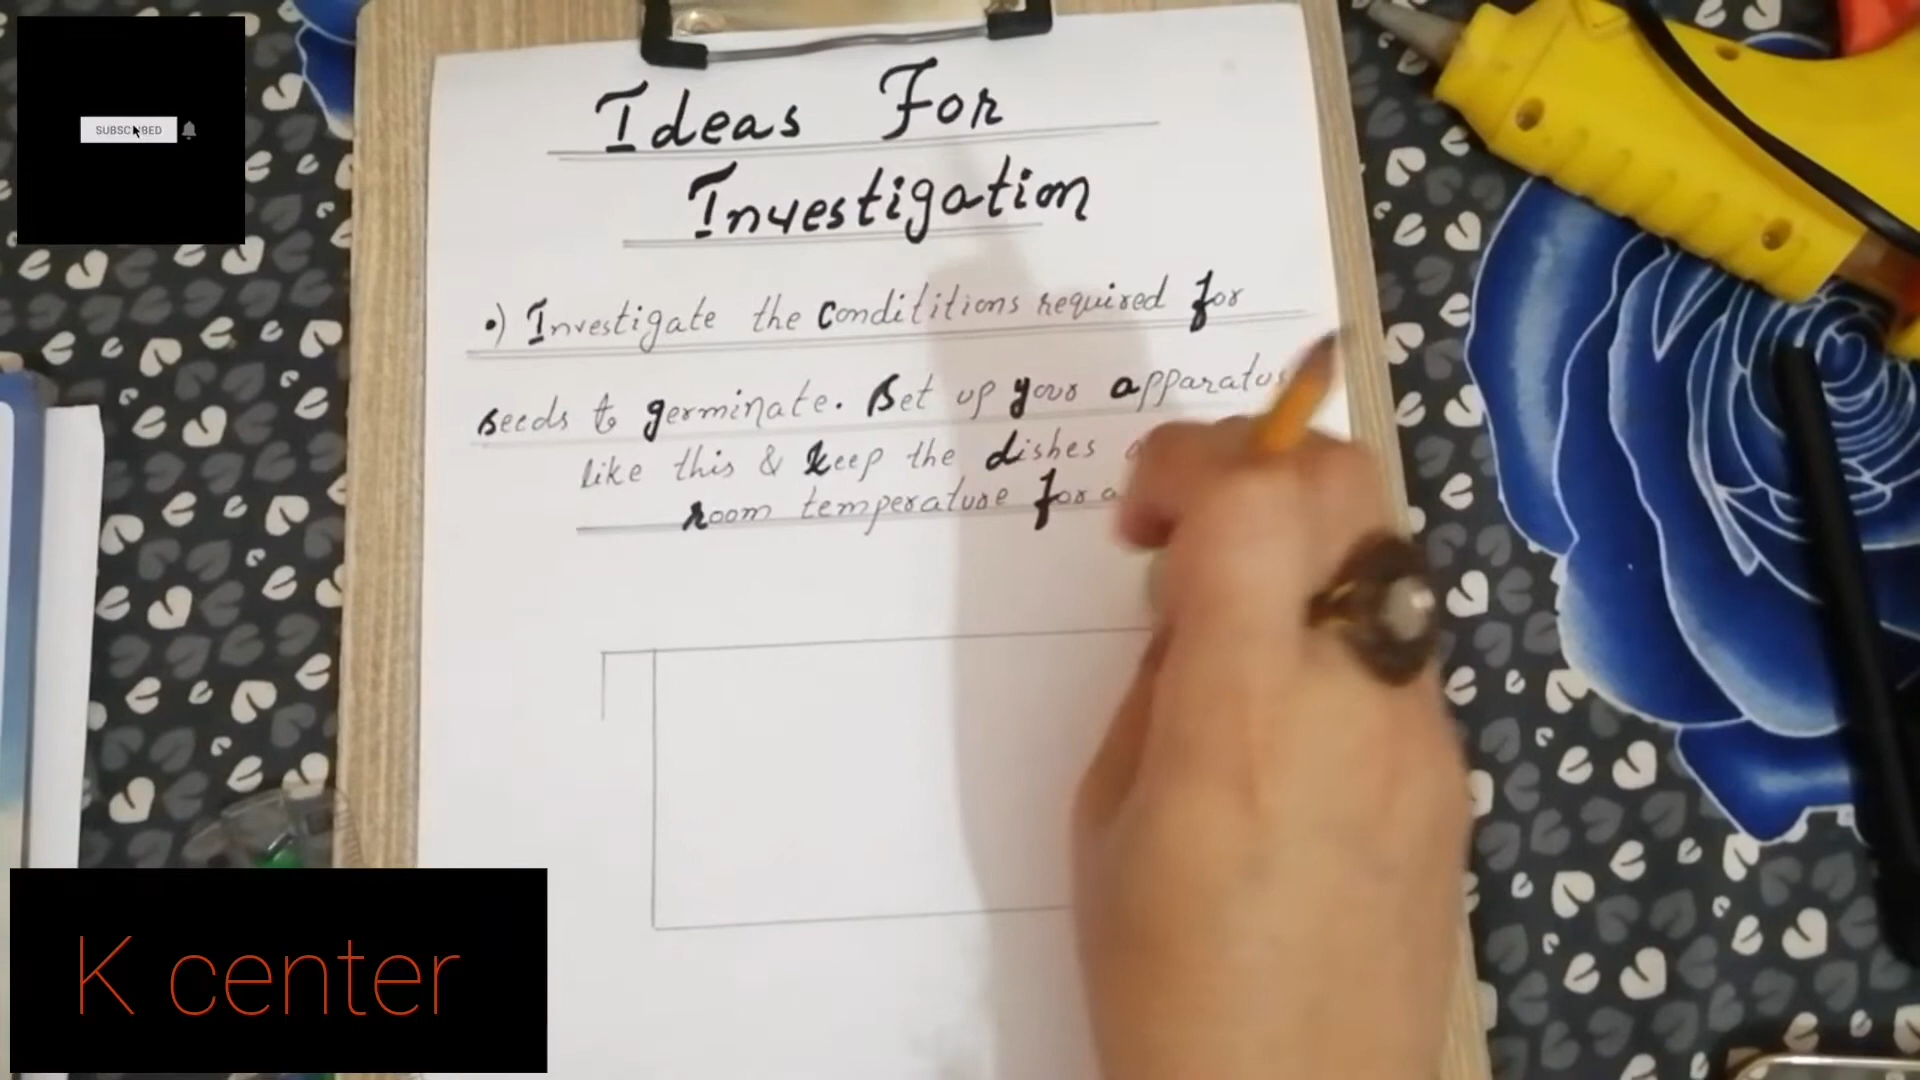 SUBSCRIBED
Ideas For
Investigation
•) Investigate the Condititions required for
seeds to germinate. Set up your apparatus
like this & keep the dishes
room temperature for a
K center